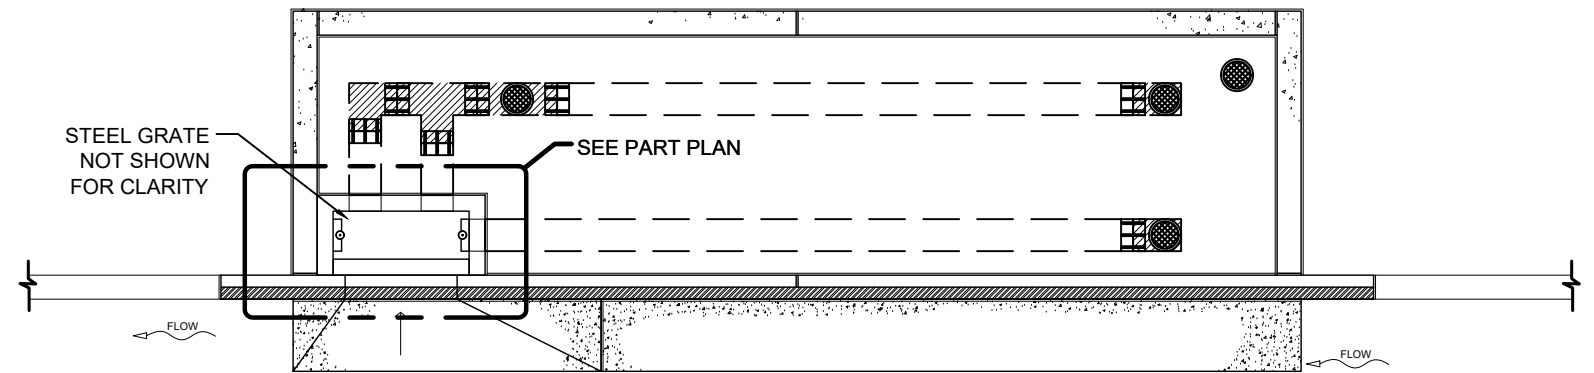 STEEL GRATE
NOT SHOWN
FOR CLARITY
SEE PART PLAN
FLOW
FLOW